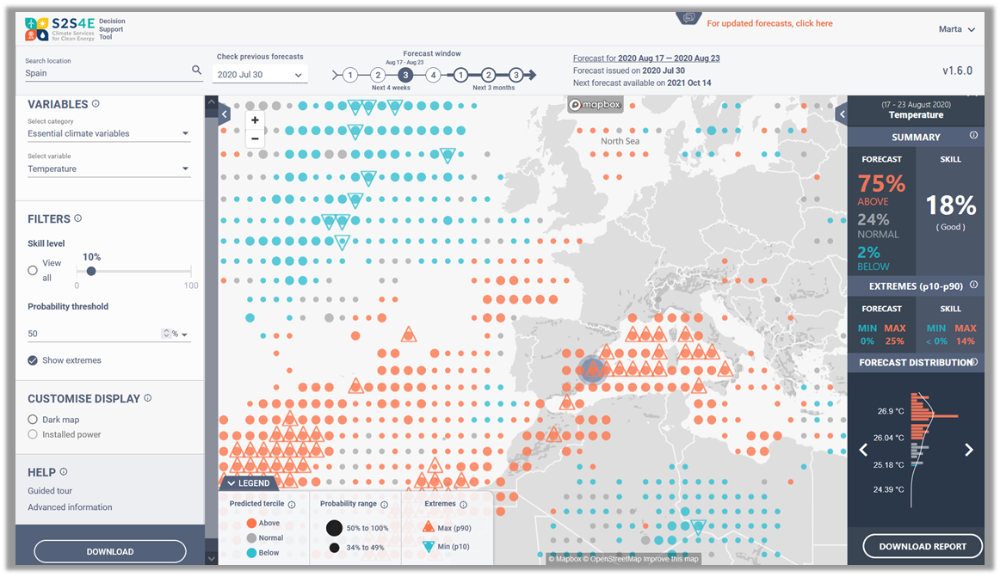 S2S4E
Climate Services
for Clean Energy
Decision
Support
Tool
For updated forecasts, click here
Marta
Search location
Spain
Check previous forecasts
2020 Jul 30
Forecast window
Aug 17 - Aug 23
1 2 3 4 1 2 3
Next 4 weeks
Next 3 months
Forecast for 2020 Aug 17 — 2020 Aug 23
Forecast issued on 2020 Jul 30
Next forecast available on 2021 Oct 14
v1.6.0
VARIABLES
Select category
Essential climate variables
Select variable
Temperature
FILTERS
Skill level
View
all
10%
0 100
Probability threshold
50 %
Show extremes
CUSTOMISE DISPLAY
Dark map
Installed power
HELP
Guided tour
Advanced information
DOWNLOAD
+
−
mapbox
North Sea
LEGEND
Predicted tercile
Above
Normal
Below
Probability range
50% to 100%
34% to 49%
Extremes
Max (p90)
Min (p10)
© Mapbox © OpenStreetMap Improve this map
(17 - 23 August 2020)
Temperature
SUMMARY
FORECAST SKILL
75%
ABOVE
24%
NORMAL
2%
BELOW
18%
( Good )
EXTREMES (p10-p90)
FORECAST SKILL
MIN MAX MIN MAX
0% 25% < 0% 14%
FORECAST DISTRIBUTION
26.9 °C
26.04 °C
25.18 °C
24.39 °C
DOWNLOAD REPORT